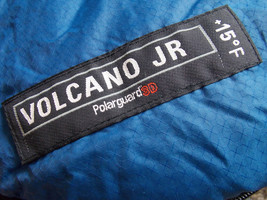 VOLCANO JR
Polarguard 3D
+15°F